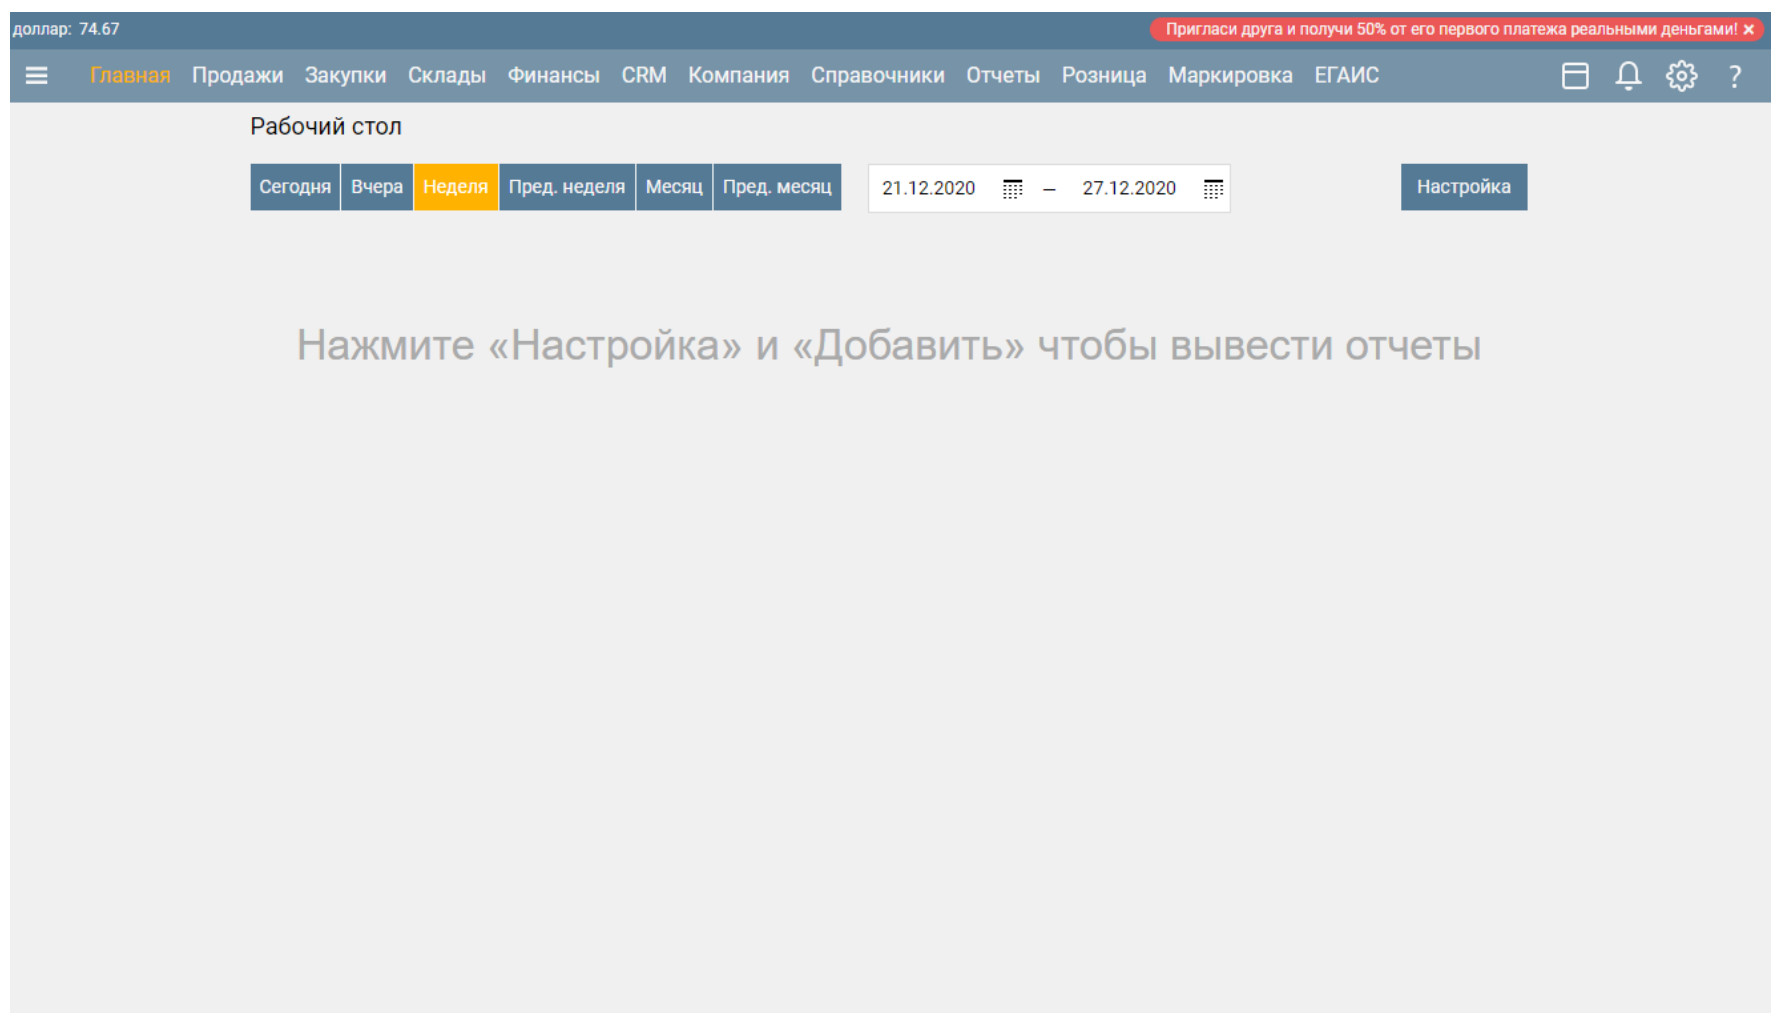 доллар: 74.67
Пригласи друга и получи 50% от его первого платежа реальными деньгами! ×
Главная Продажи Закупки Склады Финансы CRM Компания Справочники Отчеты Розница Маркировка ЕГАИС ?
Рабочий стол
Сегодня Вчера Неделя Пред. неделя Месяц Пред. месяц 21.12.2020 – 27.12.2020 Настройка
Нажмите «Настройка» и «Добавить» чтобы вывести отчеты